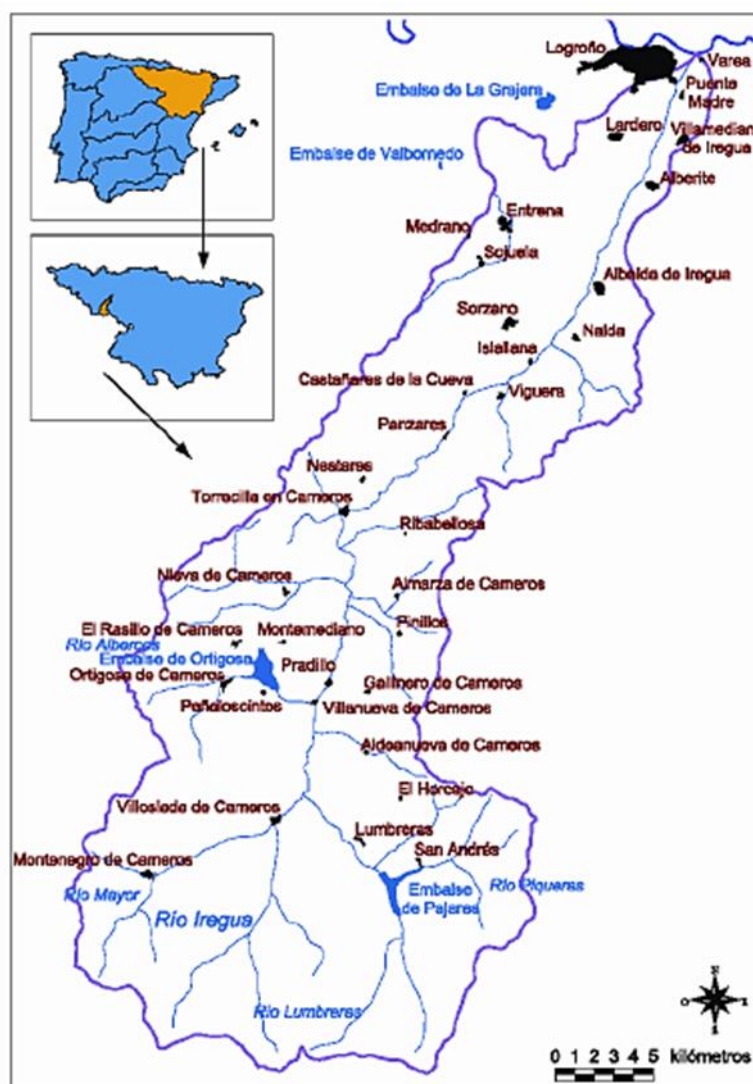 Logroño
Varea
Puente
Madre
Embalse de La Grajera
Lardero
Villamedian
de Iregua
Embalse de Valbornedo
Alberite
Entrena
Medrano
Sojuela
Albelda de Iregua
Sorzano
Nalda
Islallana
Castañares de la Cueva
Viguera
Panzares
Nestares
Torrecilla en Cameros
Ribabellosa
Nieva de Cameros
Almarza de Cameros
Pinillos
El Rasillo de Cameros
Montemediano
Río Albercos
Embalse de Ortigosa
Pradillo
Ortigosa de Cameros
Gallinero de Cameros
Peñaloscintos
Villanueva de Cameros
Aldeanueva de Cameros
El Horcajo
Villoslada de Cameros
Lumbreras
San Andrés
Montenegro de Cameros
Río Mayor
Embalse
de Pajares
Río Piqueras
Río Iregua
Río Lumbreras
N
O
E
S
0 1 2 3 4 5 kilómetros